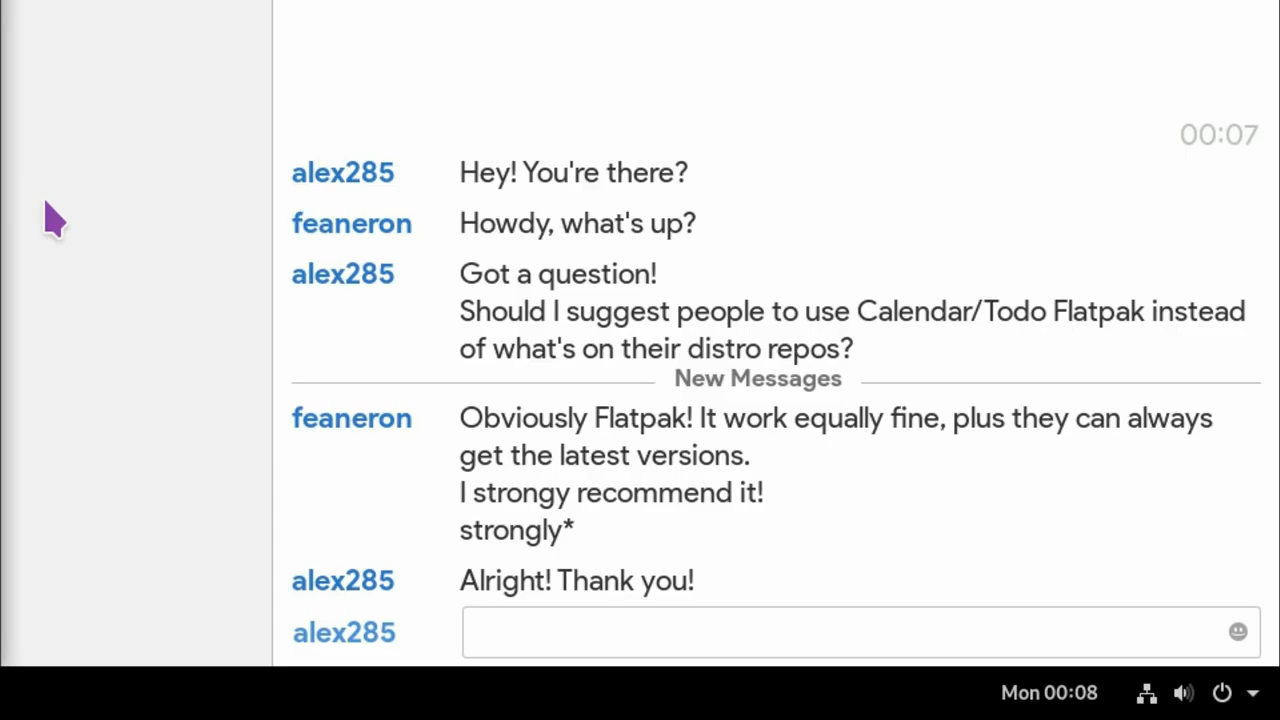 00:07
alex285 Hey! You're there?
feaneron Howdy, what's up?
alex285 Got a question!
Should I suggest people to use Calendar/Todo Flatpak instead
of what's on their distro repos?
New Messages
feaneron Obviously Flatpak! It work equally fine, plus they can always
get the latest versions.
I strongy recommend it!
strongly*
alex285 Alright! Thank you!
alex285
Mon 00:08